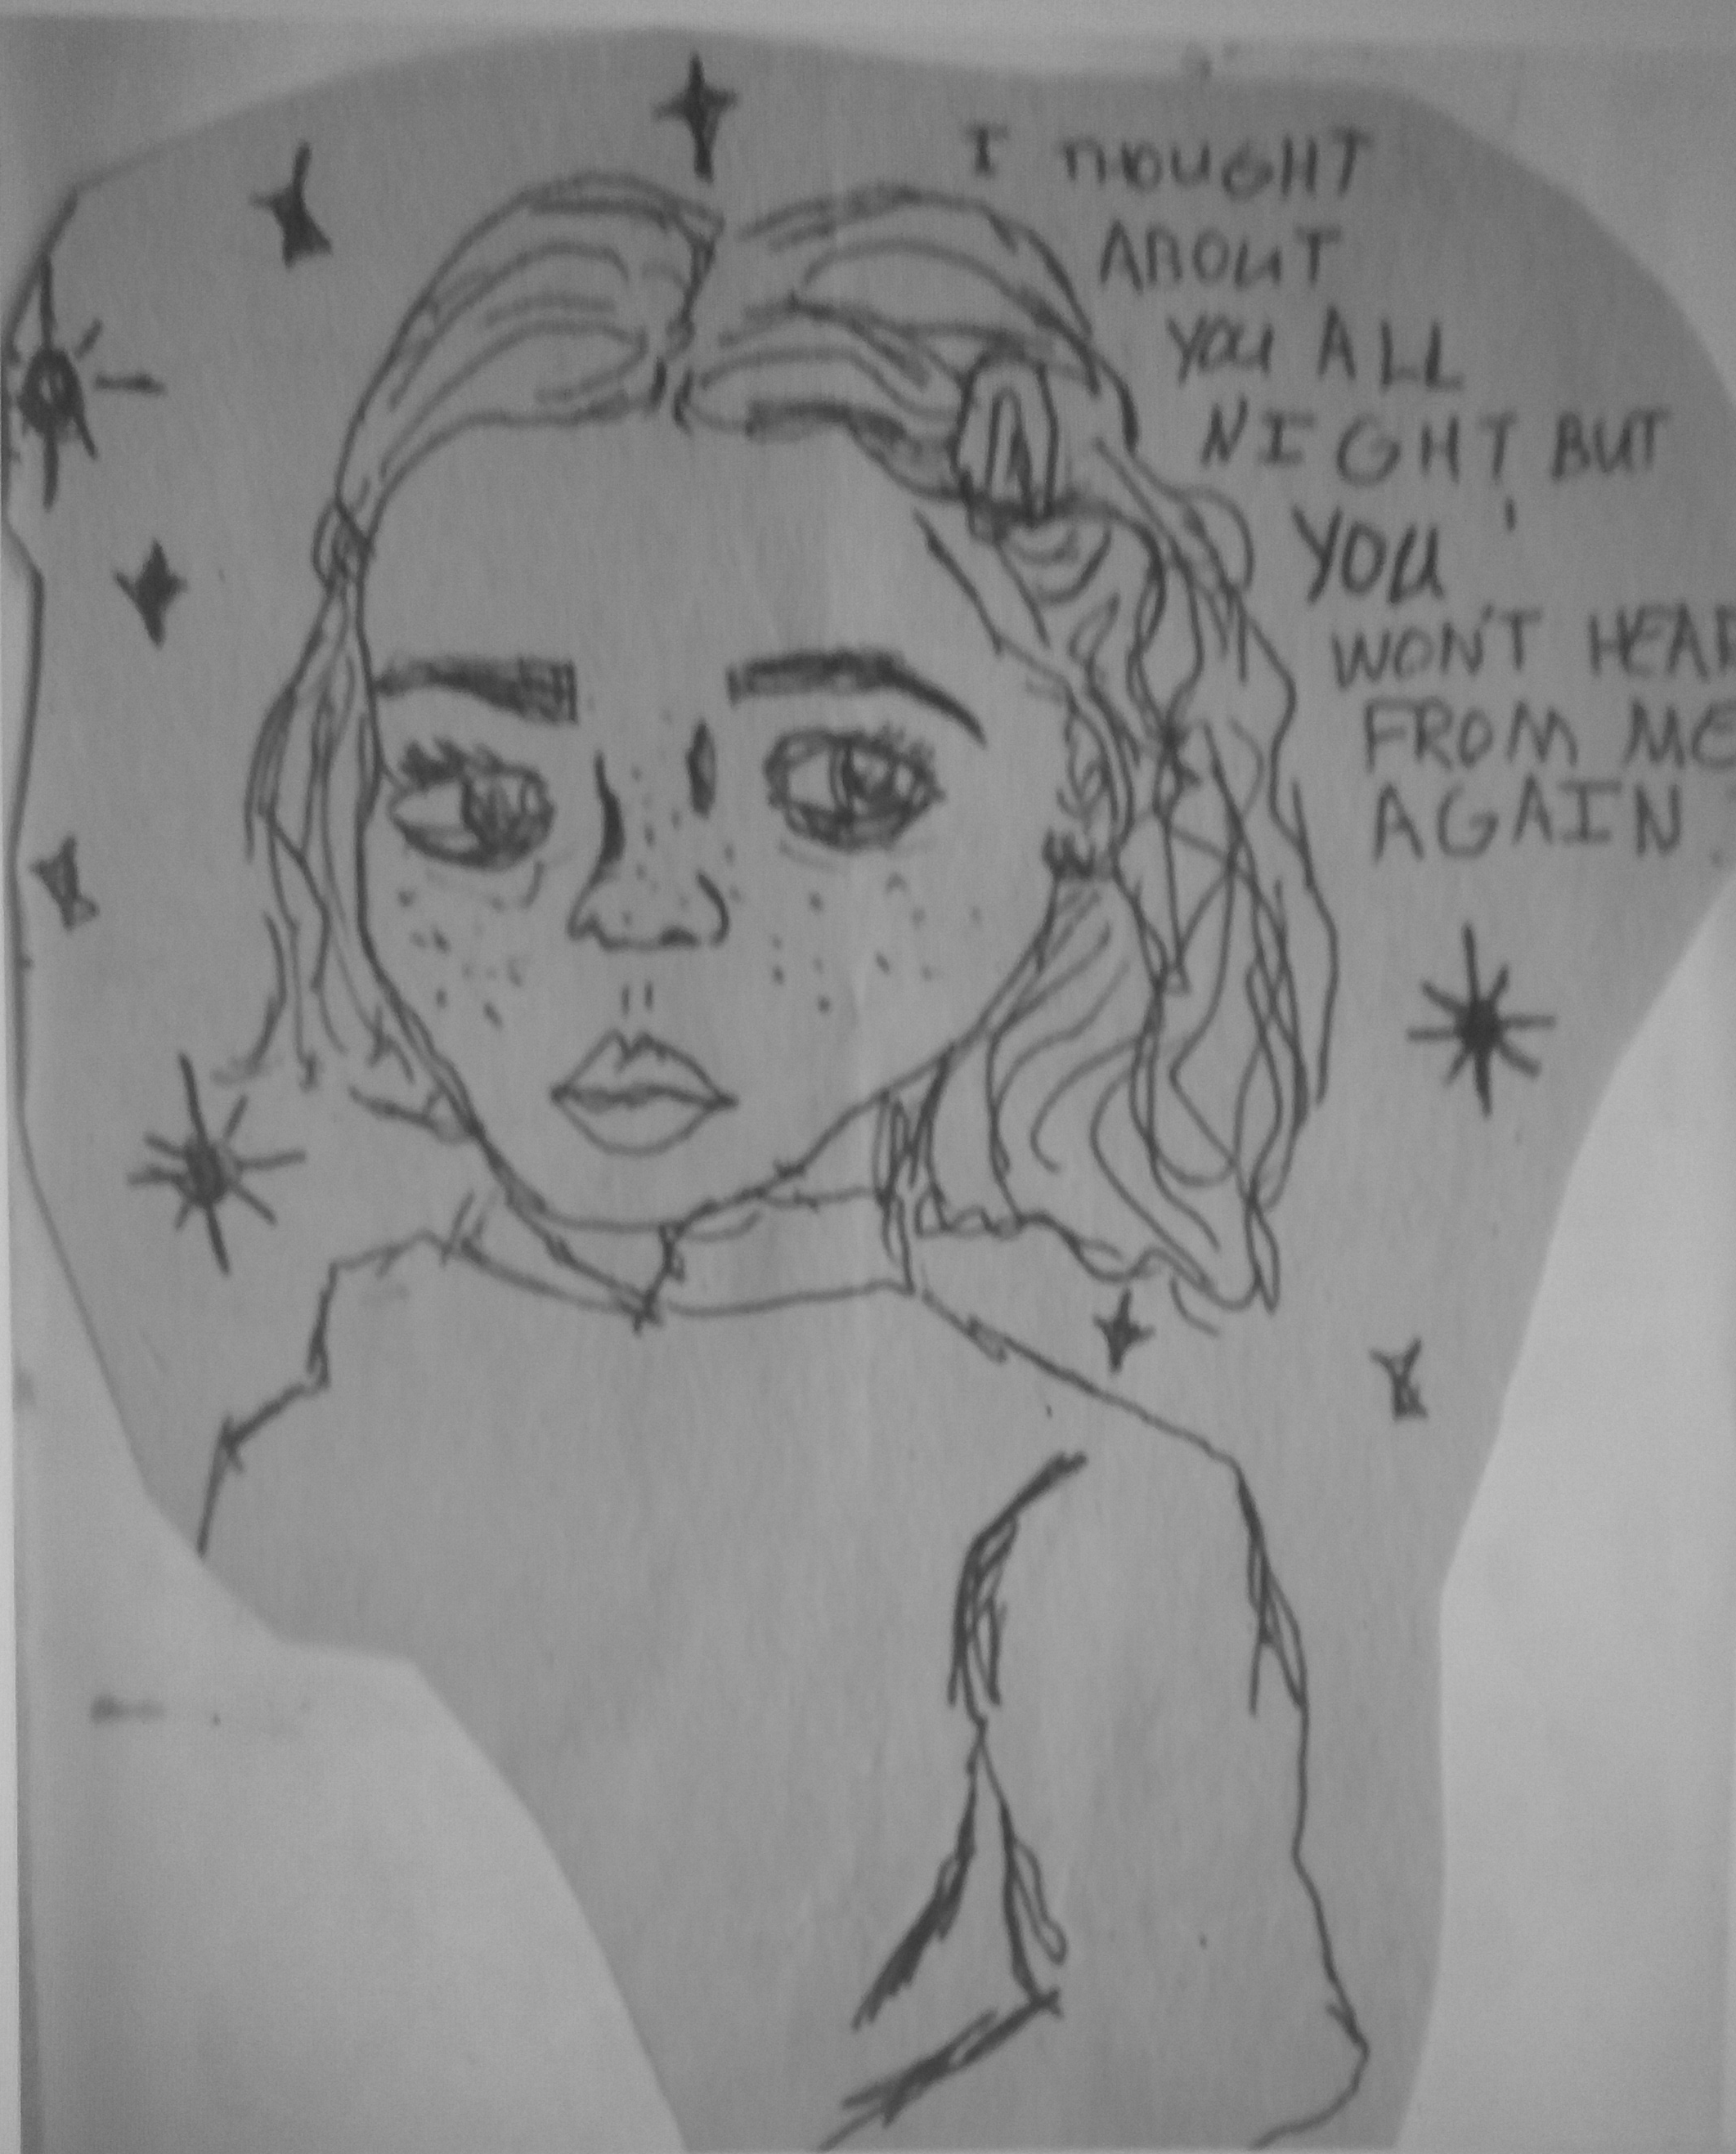 I THOUGHT
ABOUT
YOU ALL
NIGHT, BUT
YOU
WON'T HEAR
FROM ME
AGAIN.